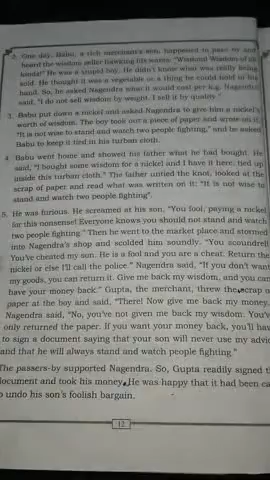 2. One day, Babu, a rich merchant's son, happened to pass by and
heard the wisdom seller hawking his wares: "Wisdom! Wisdom of all
kinds!" He was a stupid boy. He didn't know what was really being
sold. He thought it was a vegetable or a thing he could hold in his
hand. So, he asked Nagendra what it would cost per k.g. Nagendra
said, "I do not sell wisdom by weight. I sell it by quality."
3. Babu put down a nickel and asked Nagendra to give him a nickel's
worth of wisdom. The boy took out a piece of paper and wrote on it
"It is not wise to stand and watch two people fighting," and he asked
Babu to keep it tied in his turban cloth.
4. Babu went home and showed his father what he had bought. He
said, "I bought some wisdom for a nickel and I have it here, tied up
inside this turban cloth." The father untied the knot, looked at the
scrap of paper and read what was written on it: "It is not wise to
stand and watch two people fighting".
5. He was furious. He screamed at his son, "You fool, paying a nickel
for this nonsense! Everyone knows you should not stand and watch
two people fighting." Then he went to the market place and stormed
into Nagendra's shop and scolded him soundly. "You scoundrel!
You've cheated my son. He is a fool and you are a cheat. Return the
nickel or else I'll call the police." Nagendra said, "If you don't want
my goods, you can return it. Give me back my wisdom, and you can
have your money back." Gupta, the merchant, threw the scrap o
paper at the boy and said, "There! Now give me back my money.
Nagendra said, "No, you've not given me back my wisdom. You'v
only returned the paper. If you want your money back, you'll hav
to sign a document saying that your son will never use my advic
and that he will always stand and watch people fighting."
The passers-by supported Nagendra. So, Gupta readily signed t
document and took his money. He was happy that it had been ea
o undo his son's foolish bargain.
12